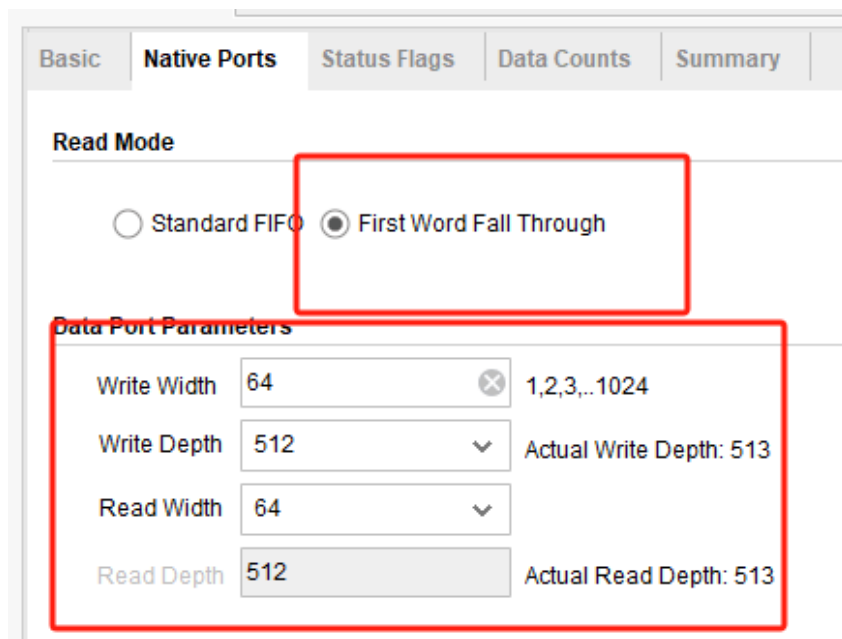 Basic Native Ports Status Flags Data Counts Summary
Read Mode
Standard FIFO First Word Fall Through
Data Port Parameters
Write Width 64 1,2,3,..1024
Write Depth 512 Actual Write Depth: 513
Read Width 64
Read Depth 512 Actual Read Depth: 513